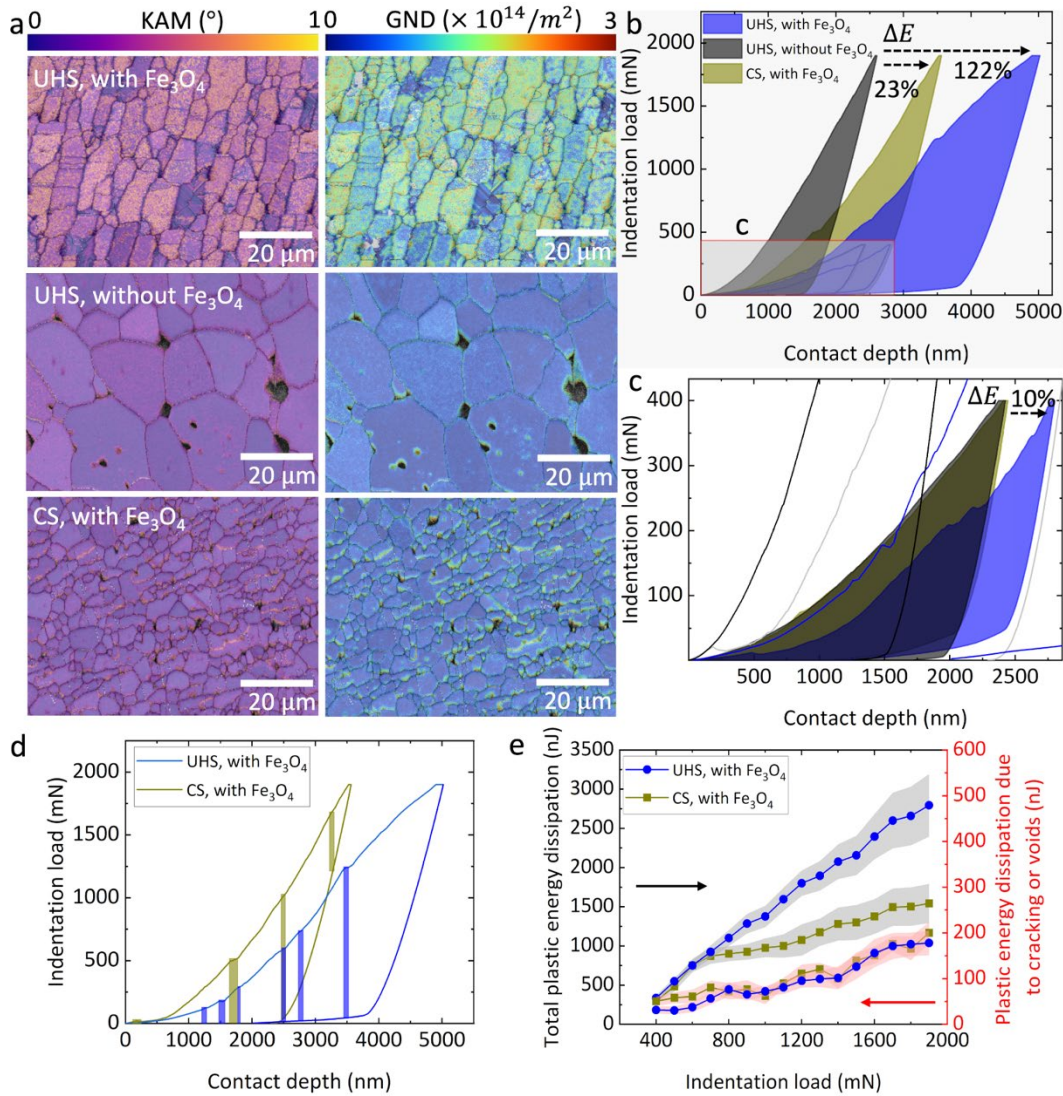 a
0 KAM (°) 10
GND (× 10¹⁴/m²) 3
UHS, with Fe₃O₄
20 μm
20 μm
UHS, without Fe₃O₄
20 μm
20 μm
CS, with Fe₃O₄
20 μm
20 μm
b
UHS, with Fe₃O₄
UHS, without Fe₃O₄
CS, with Fe₃O₄
ΔE
23%
122%
c
Indentation load (mN)
2000
1500
1000
500
0
0 1000 2000 3000 4000 5000
Contact depth (nm)
c
ΔE 10%
Indentation load (mN)
400
300
200
100
500 1000 1500 2000 2500
Contact depth (nm)
d
UHS, with Fe₃O₄
CS, with Fe₃O₄
Indentation load (mN)
2000
1500
1000
500
0
0 1000 2000 3000 4000 5000
Contact depth (nm)
e
UHS, with Fe₃O₄
CS, with Fe₃O₄
Total plastic energy dissipation (nJ)
3500
3000
2500
2000
1500
1000
500
0
400 800 1200 1600 2000
Indentation load (mN)
600
500
400
300
200
100
0
Plastic energy dissipation due
to cracking or voids (nJ)